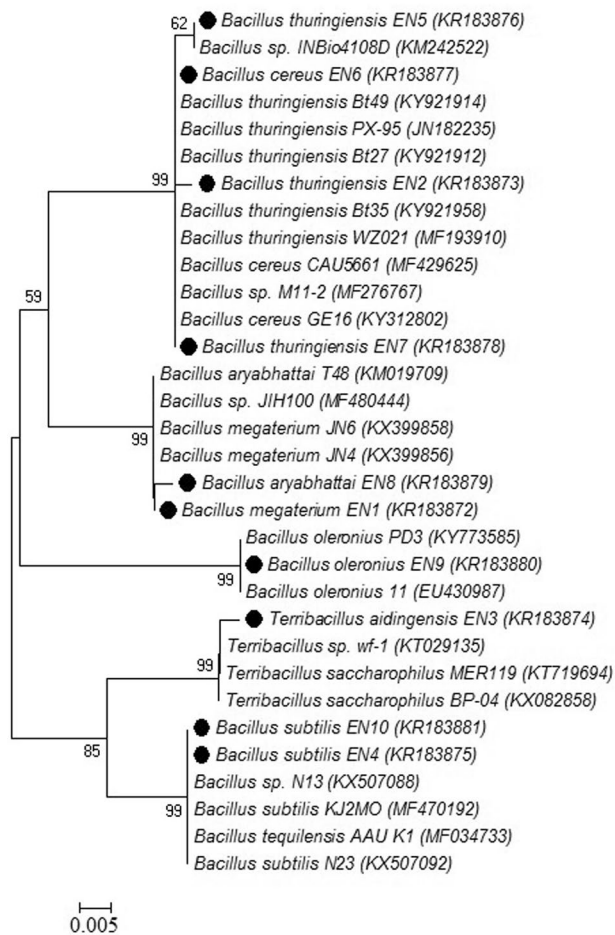 62
Bacillus thuringiensis EN5 (KR183876)
Bacillus sp. INBio4108D (KM242522)
Bacillus cereus EN6 (KR183877)
Bacillus thuringiensis Bt49 (KY921914)
Bacillus thuringiensis PX-95 (JN182235)
Bacillus thuringiensis Bt27 (KY921912)
99
Bacillus thuringiensis EN2 (KR183873)
Bacillus thuringiensis Bt35 (KY921958)
Bacillus thuringiensis WZ021 (MF193910)
Bacillus cereus CAU5661 (MF429625)
Bacillus sp. M11-2 (MF276767)
59
Bacillus cereus GE16 (KY312802)
Bacillus thuringiensis EN7 (KR183878)
Bacillus aryabhattai T48 (KM019709)
Bacillus sp. JIH100 (MF480444)
Bacillus megaterium JN6 (KX399858)
99
Bacillus megaterium JN4 (KX399856)
Bacillus aryabhattai EN8 (KR183879)
Bacillus megaterium EN1 (KR183872)
Bacillus oleronius PD3 (KY773585)
Bacillus oleronius EN9 (KR183880)
99
Bacillus oleronius 11 (EU430987)
Terribacillus aidingensis EN3 (KR183874)
Terribacillus sp. wf-1 (KT029135)
99
Terribacillus saccharophilus MER119 (KT719694)
Terribacillus saccharophilus BP-04 (KX082858)
Bacillus subtilis EN10 (KR183881)
85
Bacillus subtilis EN4 (KR183875)
Bacillus sp. N13 (KX507088)
99
Bacillus subtilis KJ2MO (MF470192)
Bacillus tequilensis AAU K1 (MF034733)
Bacillus subtilis N23 (KX507092)
0.005